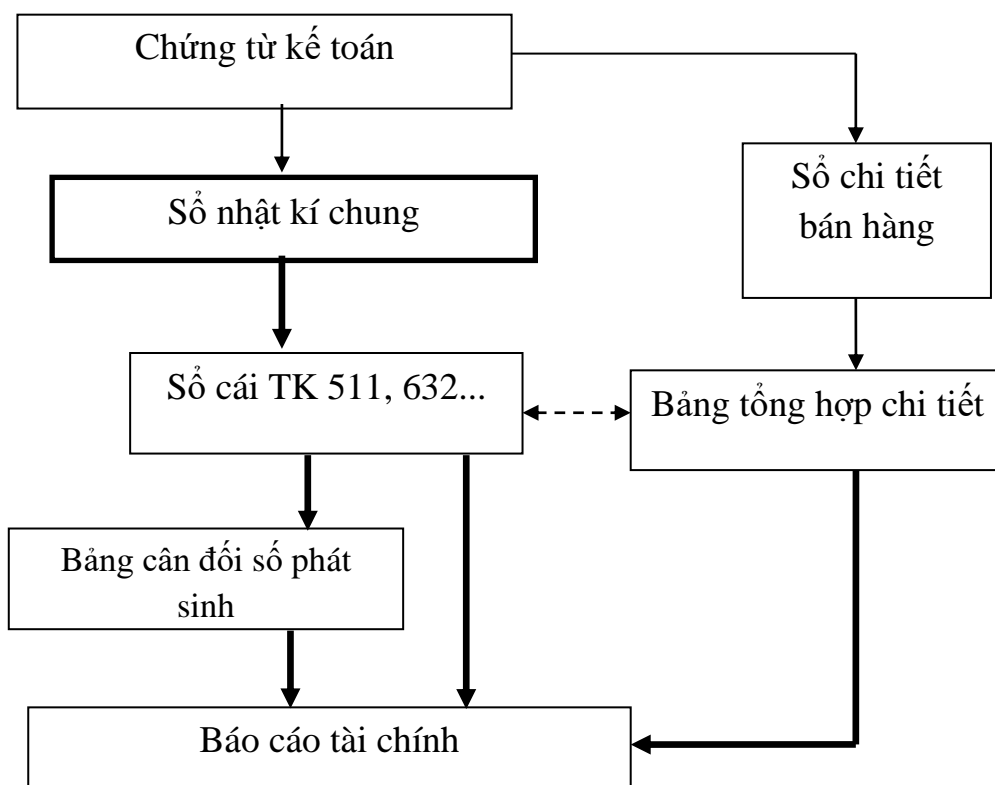 Chứng từ kế toán
Sổ chi tiết
bán hàng
Sổ nhật kí chung
Sổ cái TK 511, 632...
Bảng tổng hợp chi tiết
Bảng cân đối số phát
sinh
Báo cáo tài chính